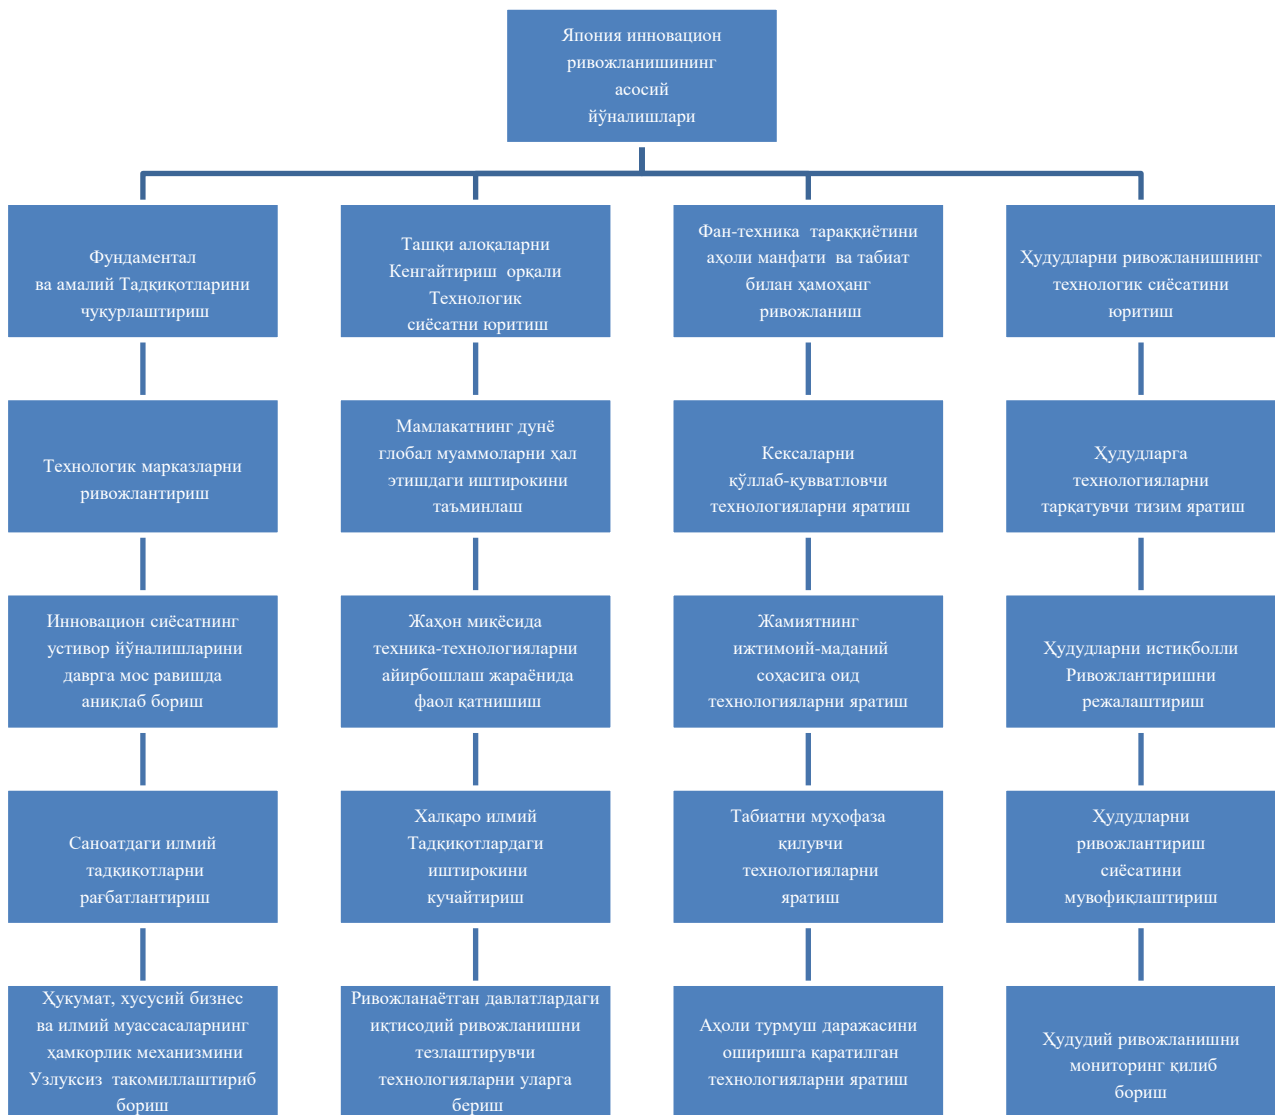 Япония инновацион
ривожланишининг
асосий
йўналишлари
Фундаментал
ва амалий Тадқиқотларини
чуқурлаштириш
Ташқи алоқаларни
Кенгайтириш орқали
Технологик
сиёсатни юритиш
Фан-техника тараққиётини
аҳоли манфати ва табиат
билан ҳамоҳанг
ривожланиш
Ҳудудларни ривожланишнинг
технологик сиёсатини
юритиш
Технологик марказларни
ривожлантириш
Мамлакатнинг дунё
глобал муаммоларни ҳал
этишдаги иштирокини
таъминлаш
Кексаларни
қўллаб-қувватловчи
технологияларни яратиш
Ҳудудларга
технологияларни
тарқатувчи тизим яратиш
Инновацион сиёсатнинг
устивор йўналишларини
даврга мос равишда
аниқлаб бориш
Жаҳон миқёсида
техника-технологияларни
айирбошлаш жараёнида
фаол қатнишиш
Жамиятнинг
ижтимоий-маданий
соҳасига оид
технологияларни яратиш
Ҳудудларни истиқболли
Ривожлантиришни
режалаштириш
Саноатдаги илмий
тадқиқотларни
рағбатлантириш
Халқаро илмий
Тадқиқотлардаги
иштирокини
кучайтириш
Табиатни муҳофаза
қилувчи
технологияларни
яратиш
Ҳудудларни
ривожлантириш
сиёсатини
мувофиқлаштириш
Ҳукумат, хусусий бизнес
ва илмий муассасаларнинг
ҳамкорлик механизмини
Узлуксиз такомиллаштириб
бориш
Ривожланаётган давлатлардаги
иқтисодий ривожланишни
тезлаштирувчи
технологияларни уларга
бериш
Аҳоли турмуш даражасини
оширишга қаратилган
технологияларни яратиш
Ҳудудий ривожланишни
мониторинг қилиб
бориш